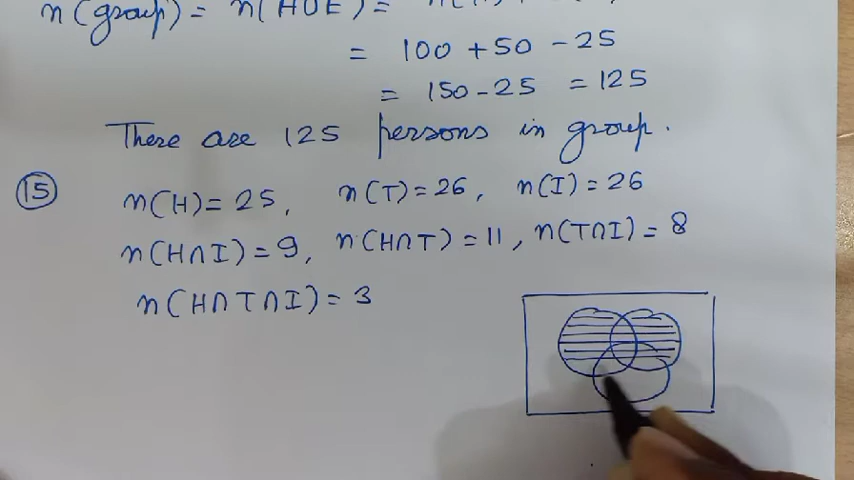 n(group) = n(H∪E) =
= 100 + 50 - 25
= 150 - 25 = 125
There are 125 persons in group.
15 n(H) = 25, n(T) = 26, n(I) = 26
n(H∩I) = 9, n(H∩T) = 11, n(T∩I) = 8
n(H∩T∩I) = 3